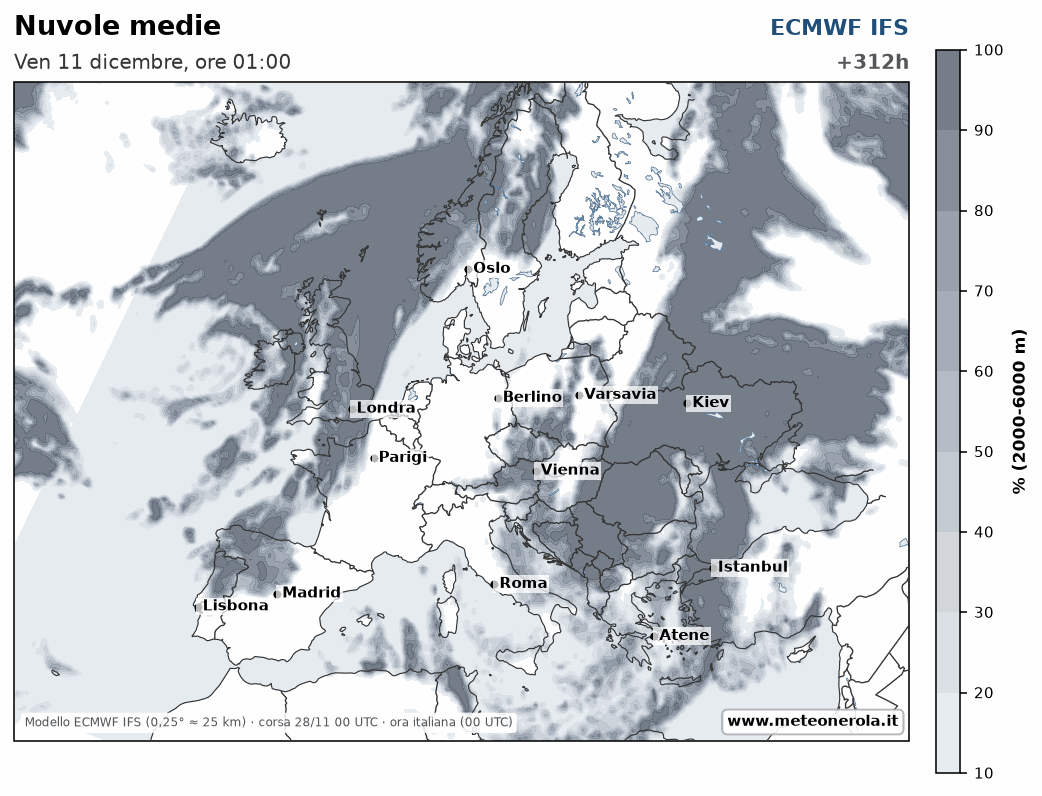 Nuvole medie
ECMWF IFS
Ven 11 dicembre, ore 01:00
+312h
100
90
80
70
60
50
40
30
20
10
% (2000-6000 m)
Oslo
Londra
Berlino
Varsavia
Kiev
Parigi
Vienna
Istanbul
Roma
Madrid
Lisbona
Atene
Modello ECMWF IFS (0,25° ≈ 25 km) · corsa 28/11 00 UTC · ora italiana (00 UTC)
www.meteonerola.it